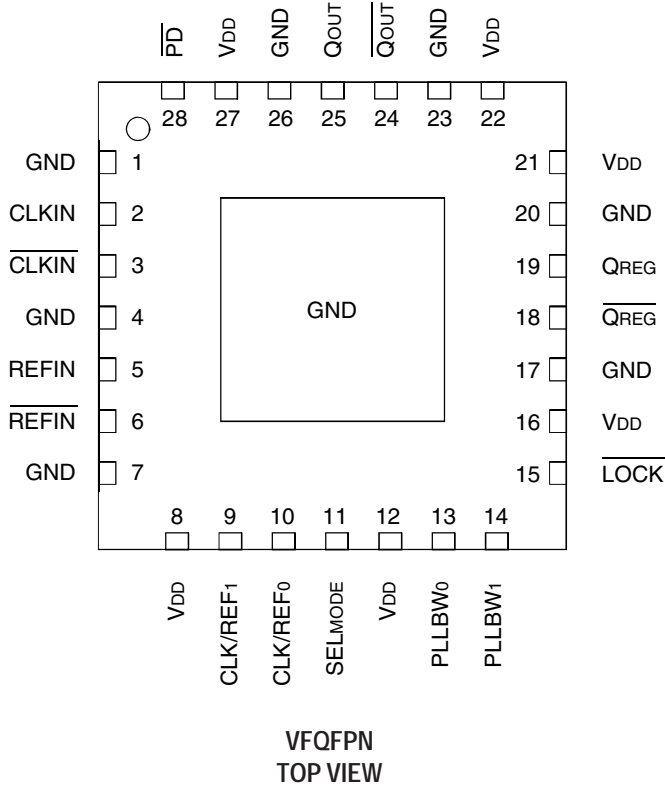 PD VDD GND QOUT QOUT GND VDD
28 27 26 25 24 23 22
GND 1 21 VDD
CLKIN 2 20 GND
CLKIN 3 19 QREG
GND 4 GND 18 QREG
REFIN 5 17 GND
REFIN 6 16 VDD
GND 7 15 LOCK
8 9 10 11 12 13 14
VDD CLK/REF1 CLK/REF0 SELMODE VDD PLLBW0 PLLBW1
VFQFPN
TOP VIEW